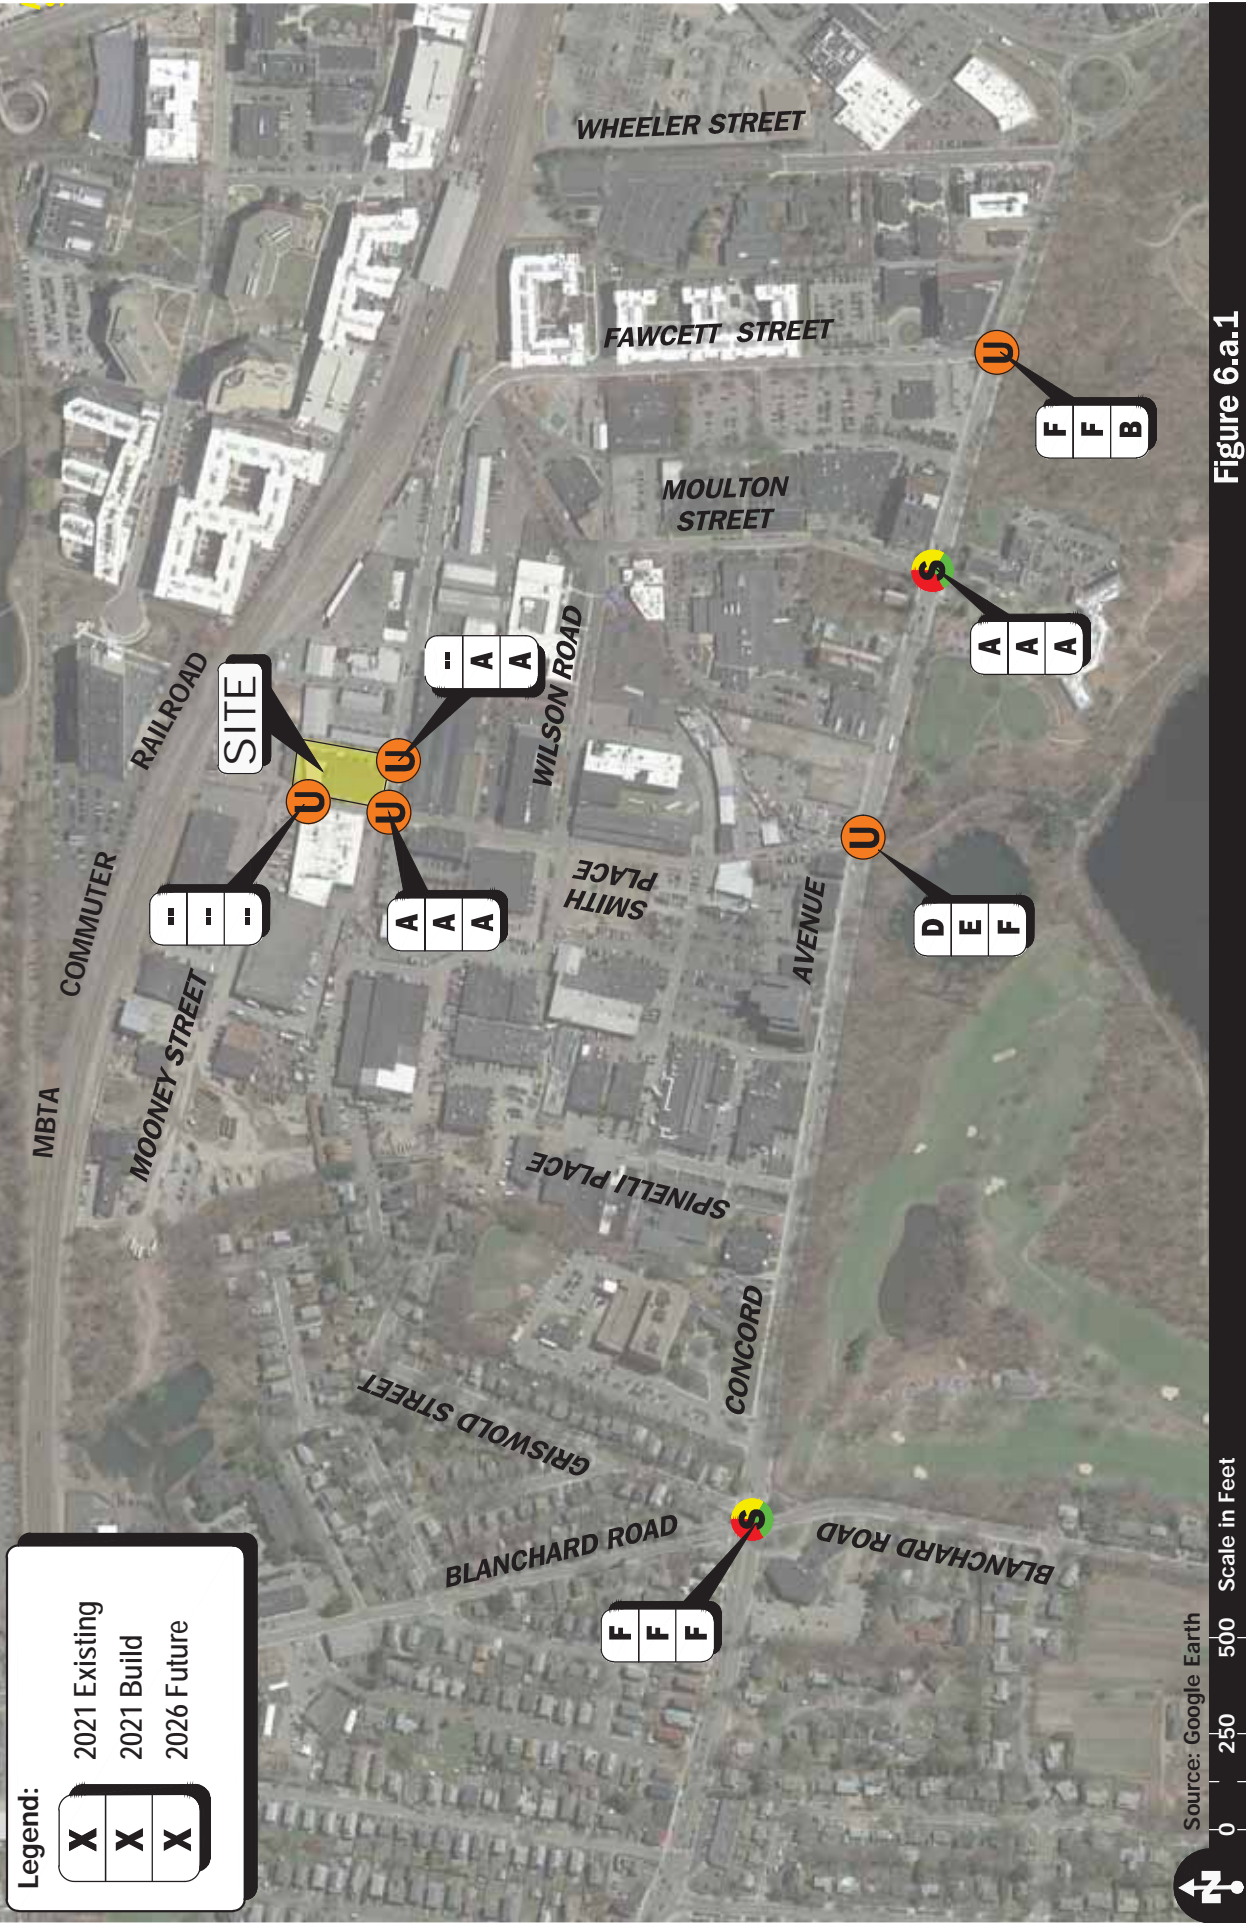 Legend:
X 2021 Existing
X 2021 Build
X 2026 Future
MBTA
COMMUTER
RAILROAD
MOONEY STREET
SITE
U
--
--
--
U
A
A
A
U
--
A
A
WILSON ROAD
SMITH
PLACE
SPINELLI PLACE
GRISWOLD STREET
BLANCHARD ROAD
BLANCHARD ROAD
CONCORD
AVENUE
MOULTON
STREET
FAWCETT STREET
WHEELER STREET
S
F
F
F
U
D
E
F
S
A
A
A
U
F
F
B
Source: Google Earth
0 250 500 Scale in Feet
N
Figure 6.a.1